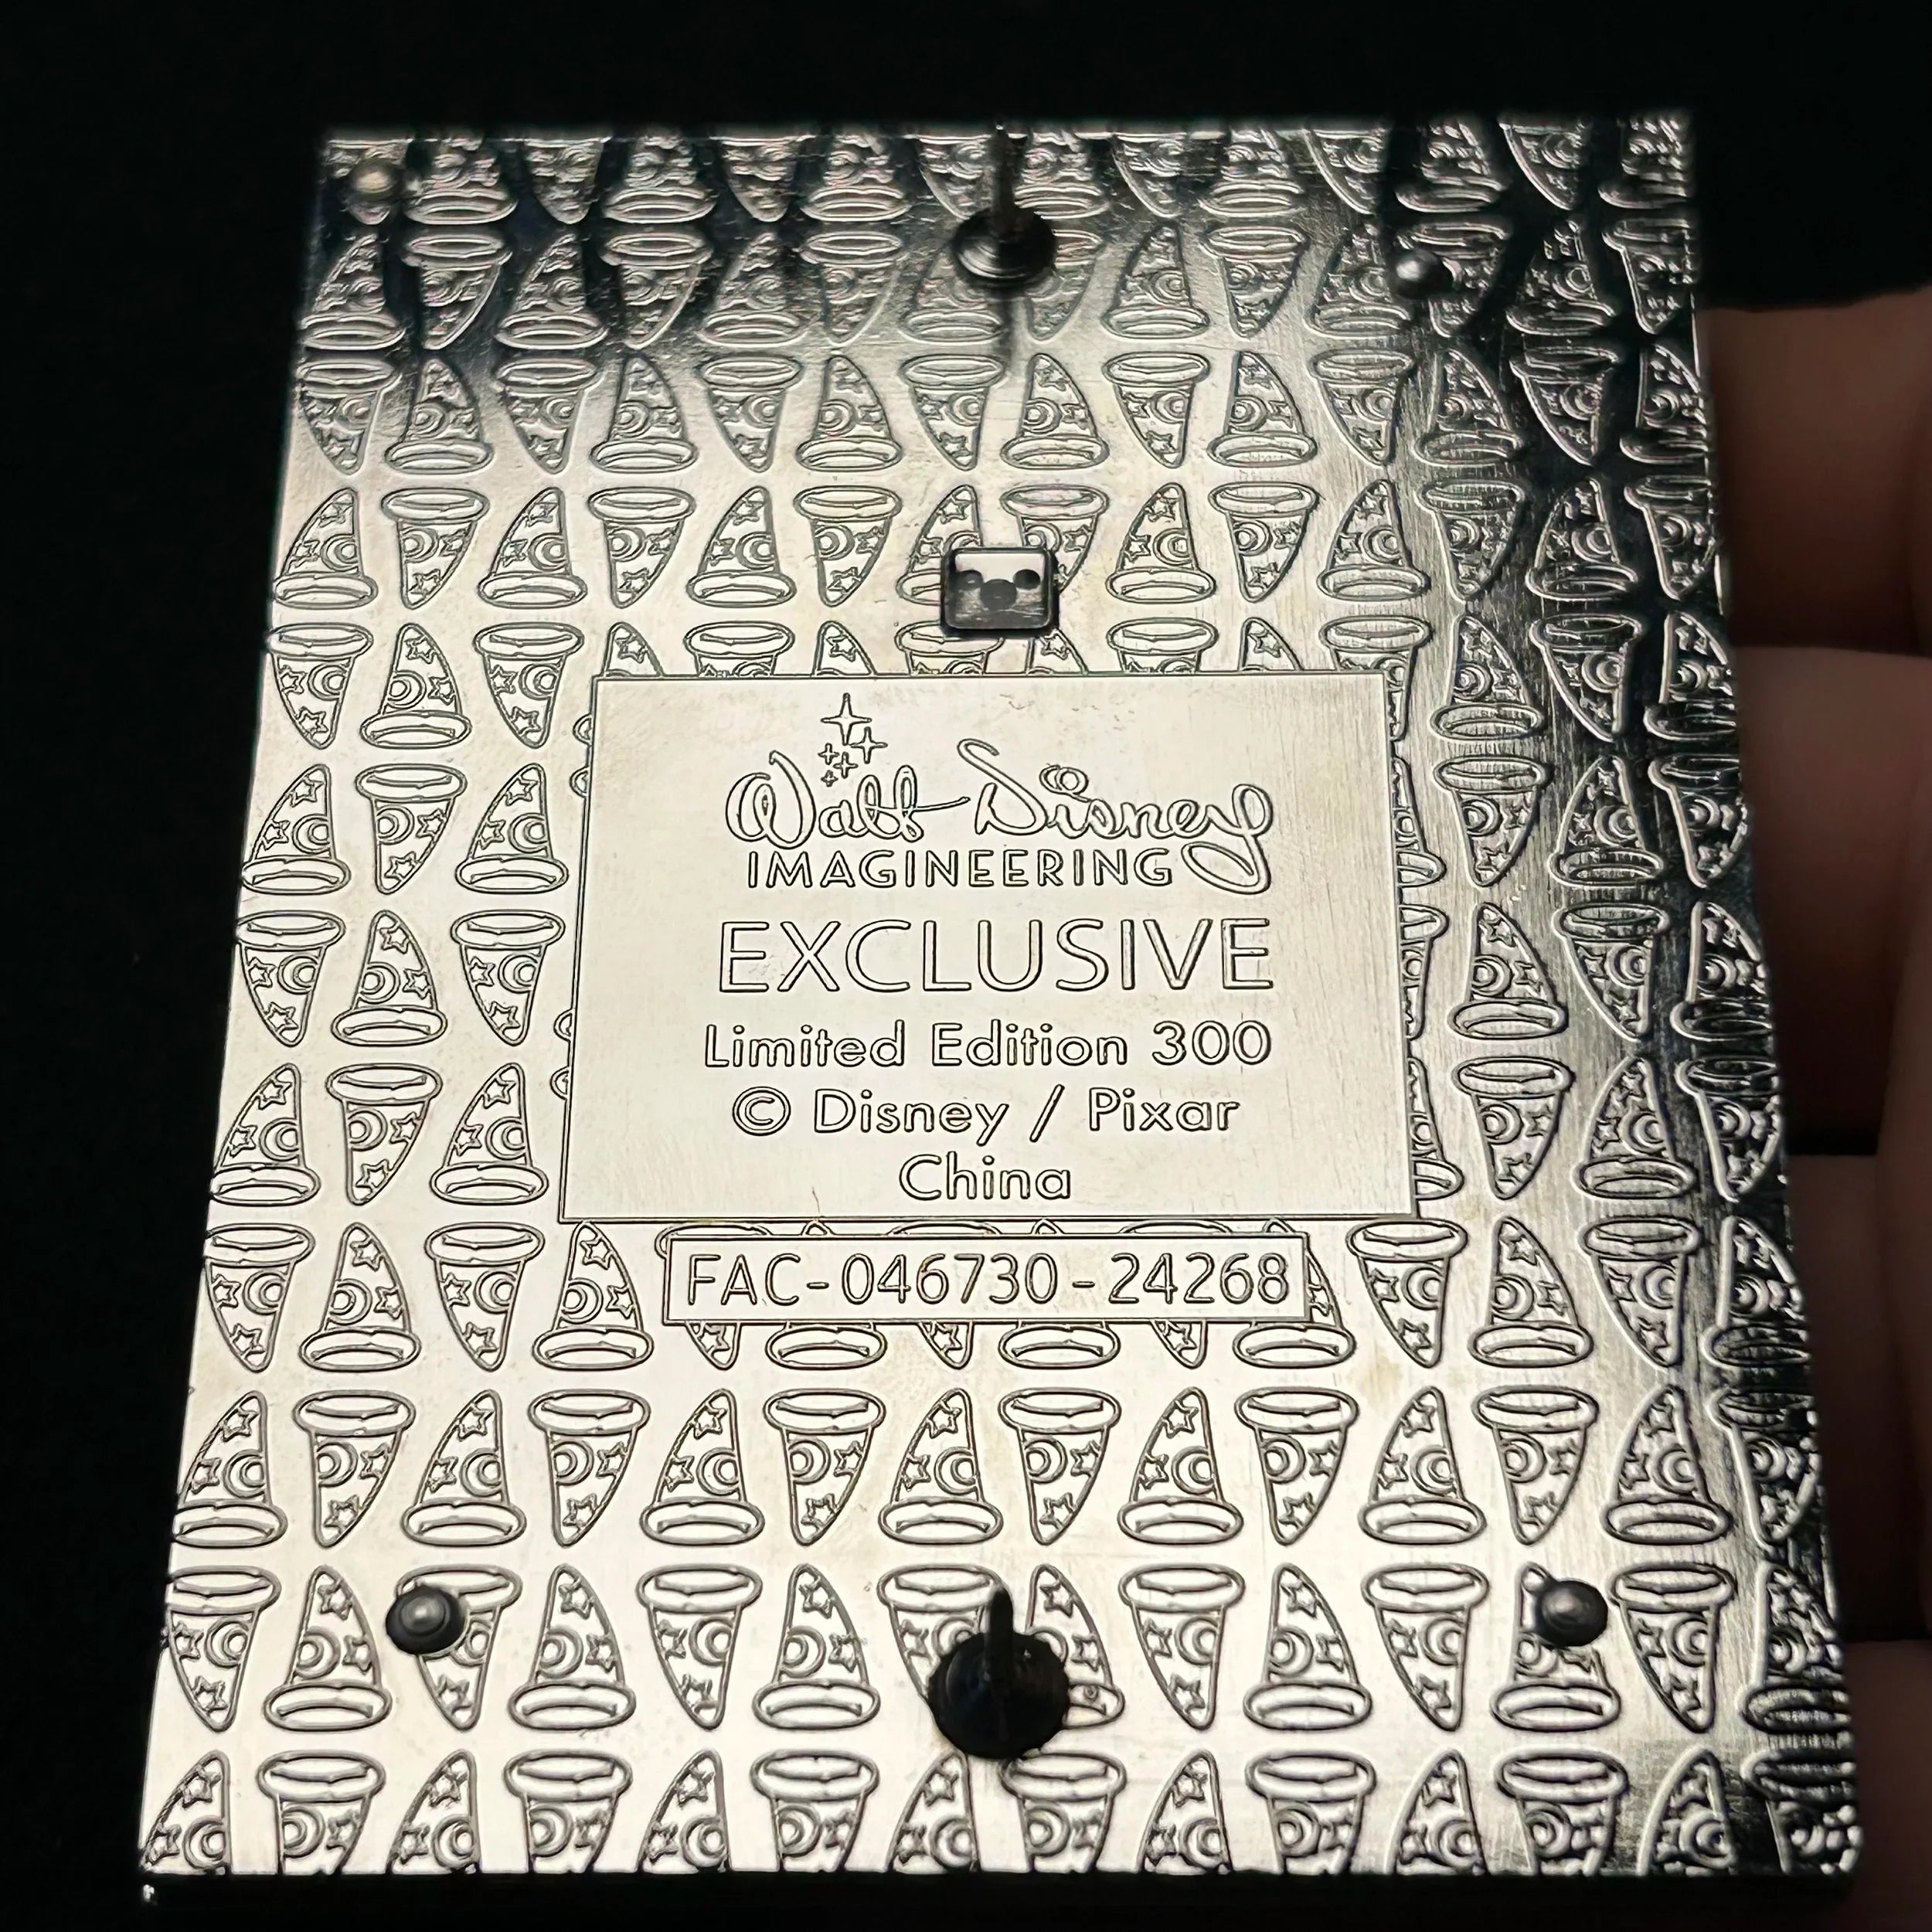 Walt Disney
IMAGINEERING
EXCLUSIVE
Limited Edition 300
© Disney / Pixar
China
FAC-046730-24268